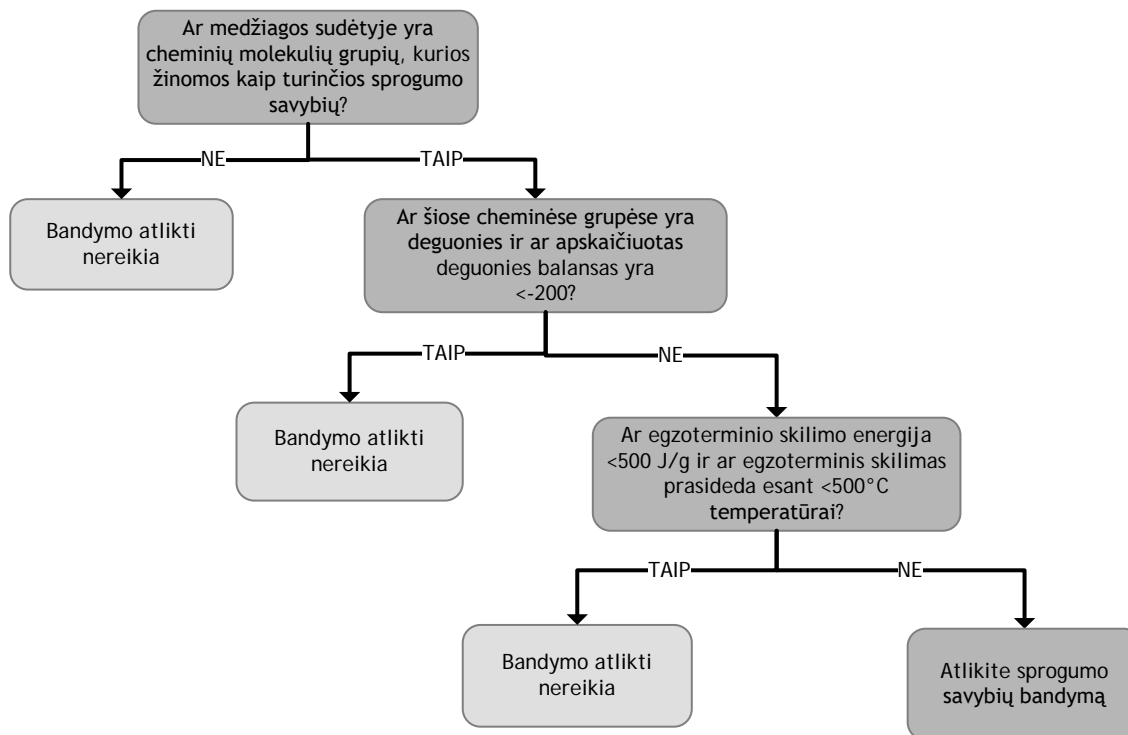 Ar medžiagos sudėtyje yra
cheminių molekulių grupių, kurios
žinomos kaip turinčios sprogumo
savybių?
NE
TAIP
Bandymo atlikti
nereikia
Ar šiose cheminėse grupėse yra
deguonies ir ar apskaičiuotas
deguonies balansas yra
<-200?
TAIP
NE
Bandymo atlikti
nereikia
Ar egzoterminio skilimo energija
<500 J/g ir ar egzoterminis skilimas
prasideda esant <500°C
temperatūrai?
TAIP
NE
Bandymo atlikti
nereikia
Atlikite sprogumo
savybių bandymą